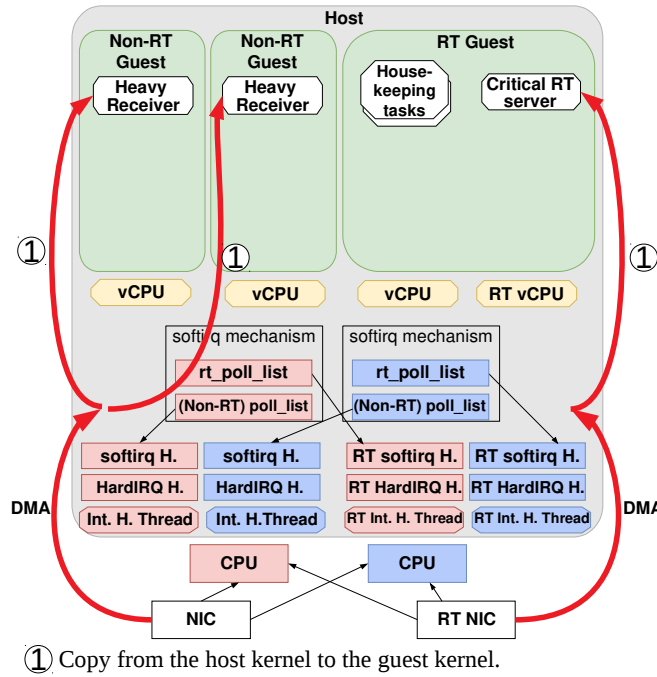 Host
Non-RT
Guest
Non-RT
Guest
RT Guest
Heavy
Receiver
Heavy
Receiver
House-
keeping
tasks
Critical RT
server
1
1
1
vCPU
vCPU
vCPU
RT vCPU
softirq mechanism
softirq mechanism
rt_poll_list
rt_poll_list
(Non-RT) poll_list
(Non-RT) poll_list
softirq H.
softirq H.
RT softirq H.
RT softirq H.
HardIRQ H.
HardIRQ H.
RT HardIRQ H.
RT HardIRQ H.
DMA
DMA
Int. H. Thread
Int. H.Thread
RT Int. H. Thread
RT Int. H. Thread
CPU
CPU
NIC
RT NIC
1 Copy from the host kernel to the guest kernel.